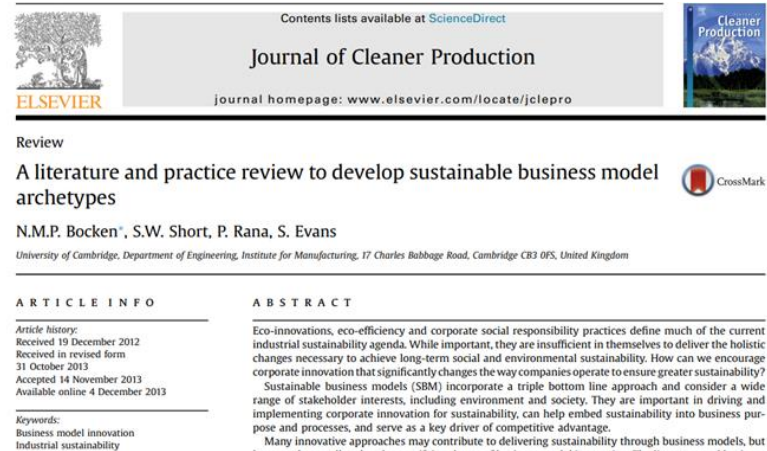 Contents lists available at ScienceDirect
Journal of Cleaner Production
journal homepage: www.elsevier.com/locate/jclepro
ELSEVIER
Cleaner
Production
Review
A literature and practice review to develop sustainable business model
archetypes
CrossMark
N.M.P. Bocken*, S.W. Short, P. Rana, S. Evans
University of Cambridge, Department of Engineering, Institute for Manufacturing, 17 Charles Babbage Road, Cambridge CB3 0FS, United Kingdom
ARTICLE INFO
Article history:
Received 19 December 2012
Received in revised form
31 October 2013
Accepted 14 November 2013
Available online 4 December 2013
Keywords:
Business model innovation
Industrial sustainability
ABSTRACT
Eco-innovations, eco-efficiency and corporate social responsibility practices define much of the current
industrial sustainability agenda. While important, they are insufficient in themselves to deliver the holistic
changes necessary to achieve long-term social and environmental sustainability. How can we encourage
corporate innovation that significantly changes the way companies operate to ensure greater sustainability?
Sustainable business models (SBM) incorporate a triple bottom line approach and consider a wide
range of stakeholder interests, including environment and society. They are important in driving and
implementing corporate innovation for sustainability, can help embed sustainability into business pur-
pose and processes, and serve as a key driver of competitive advantage.
Many innovative approaches may contribute to delivering sustainability through business models, but